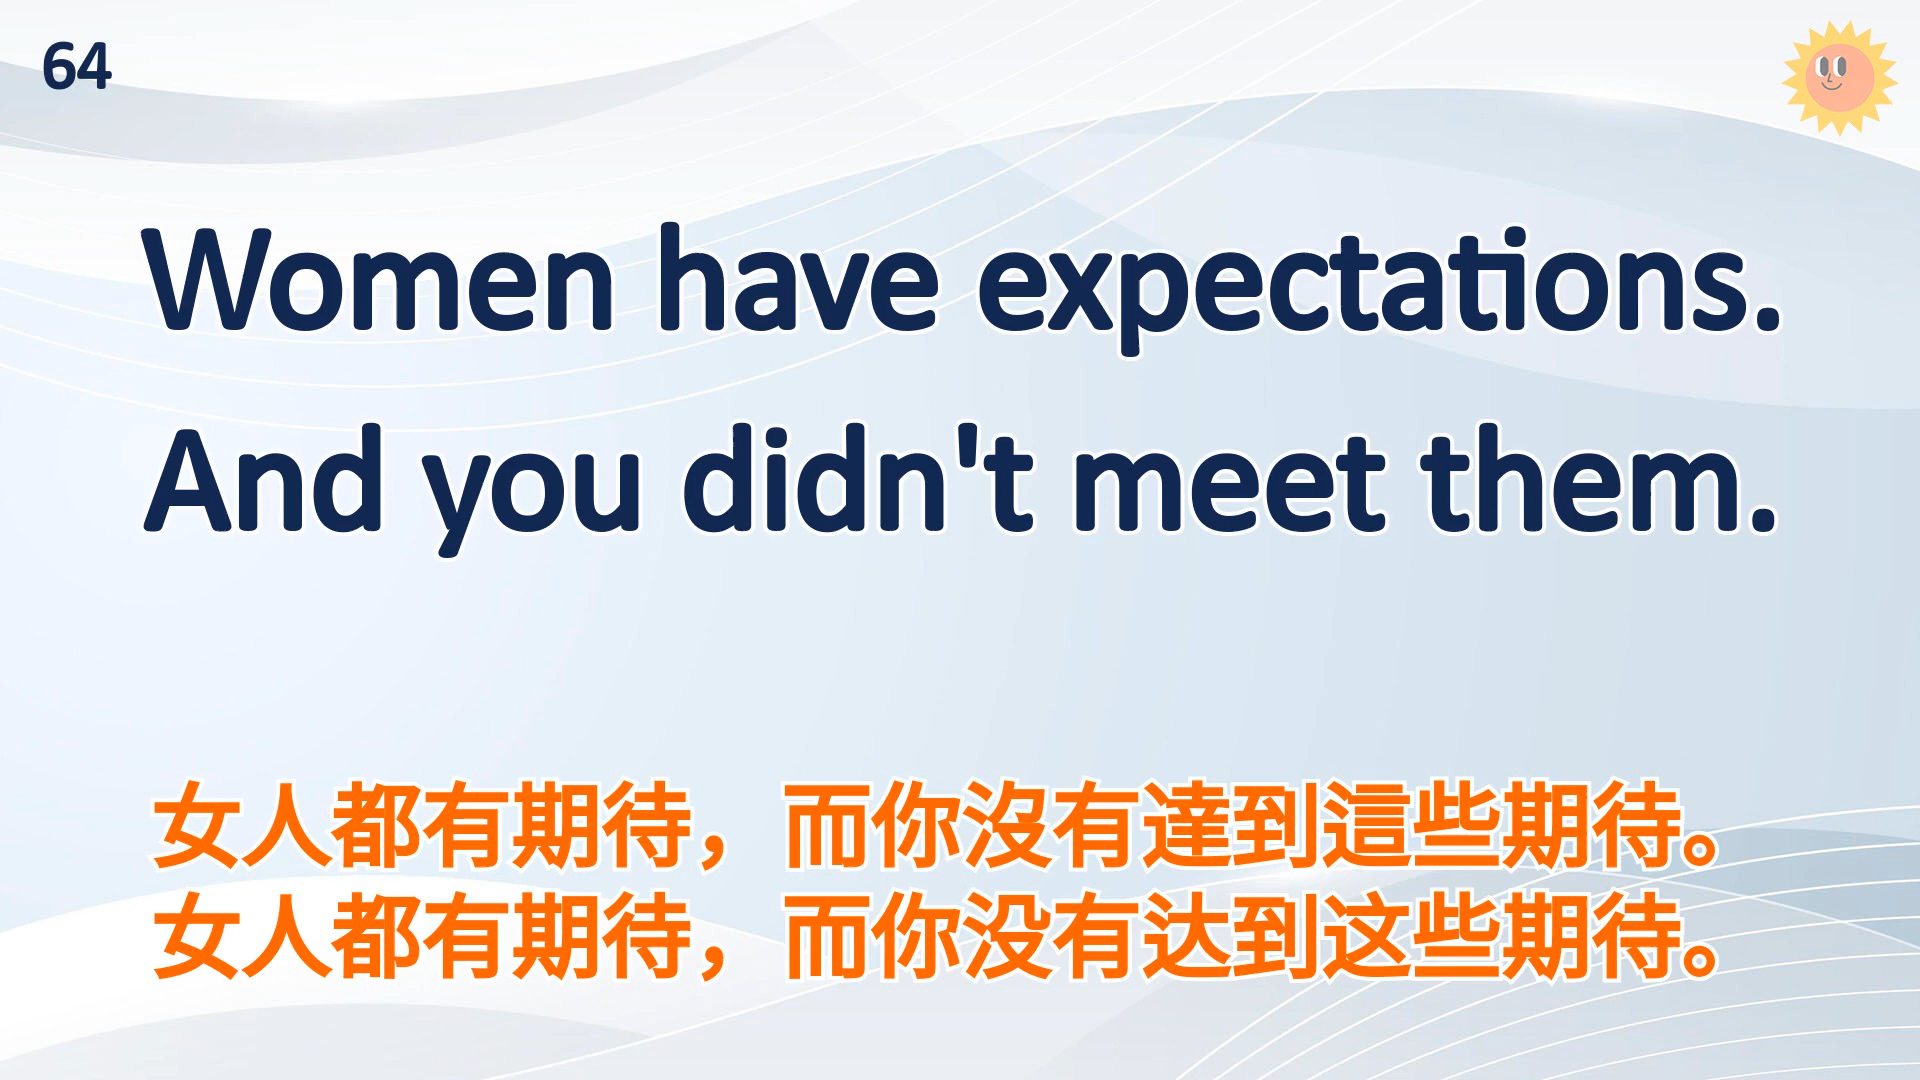 64
Women have expectations.
And you didn't meet them.
女人都有期待，而你沒有達到這些期待。
女人都有期待，而你没有达到这些期待。